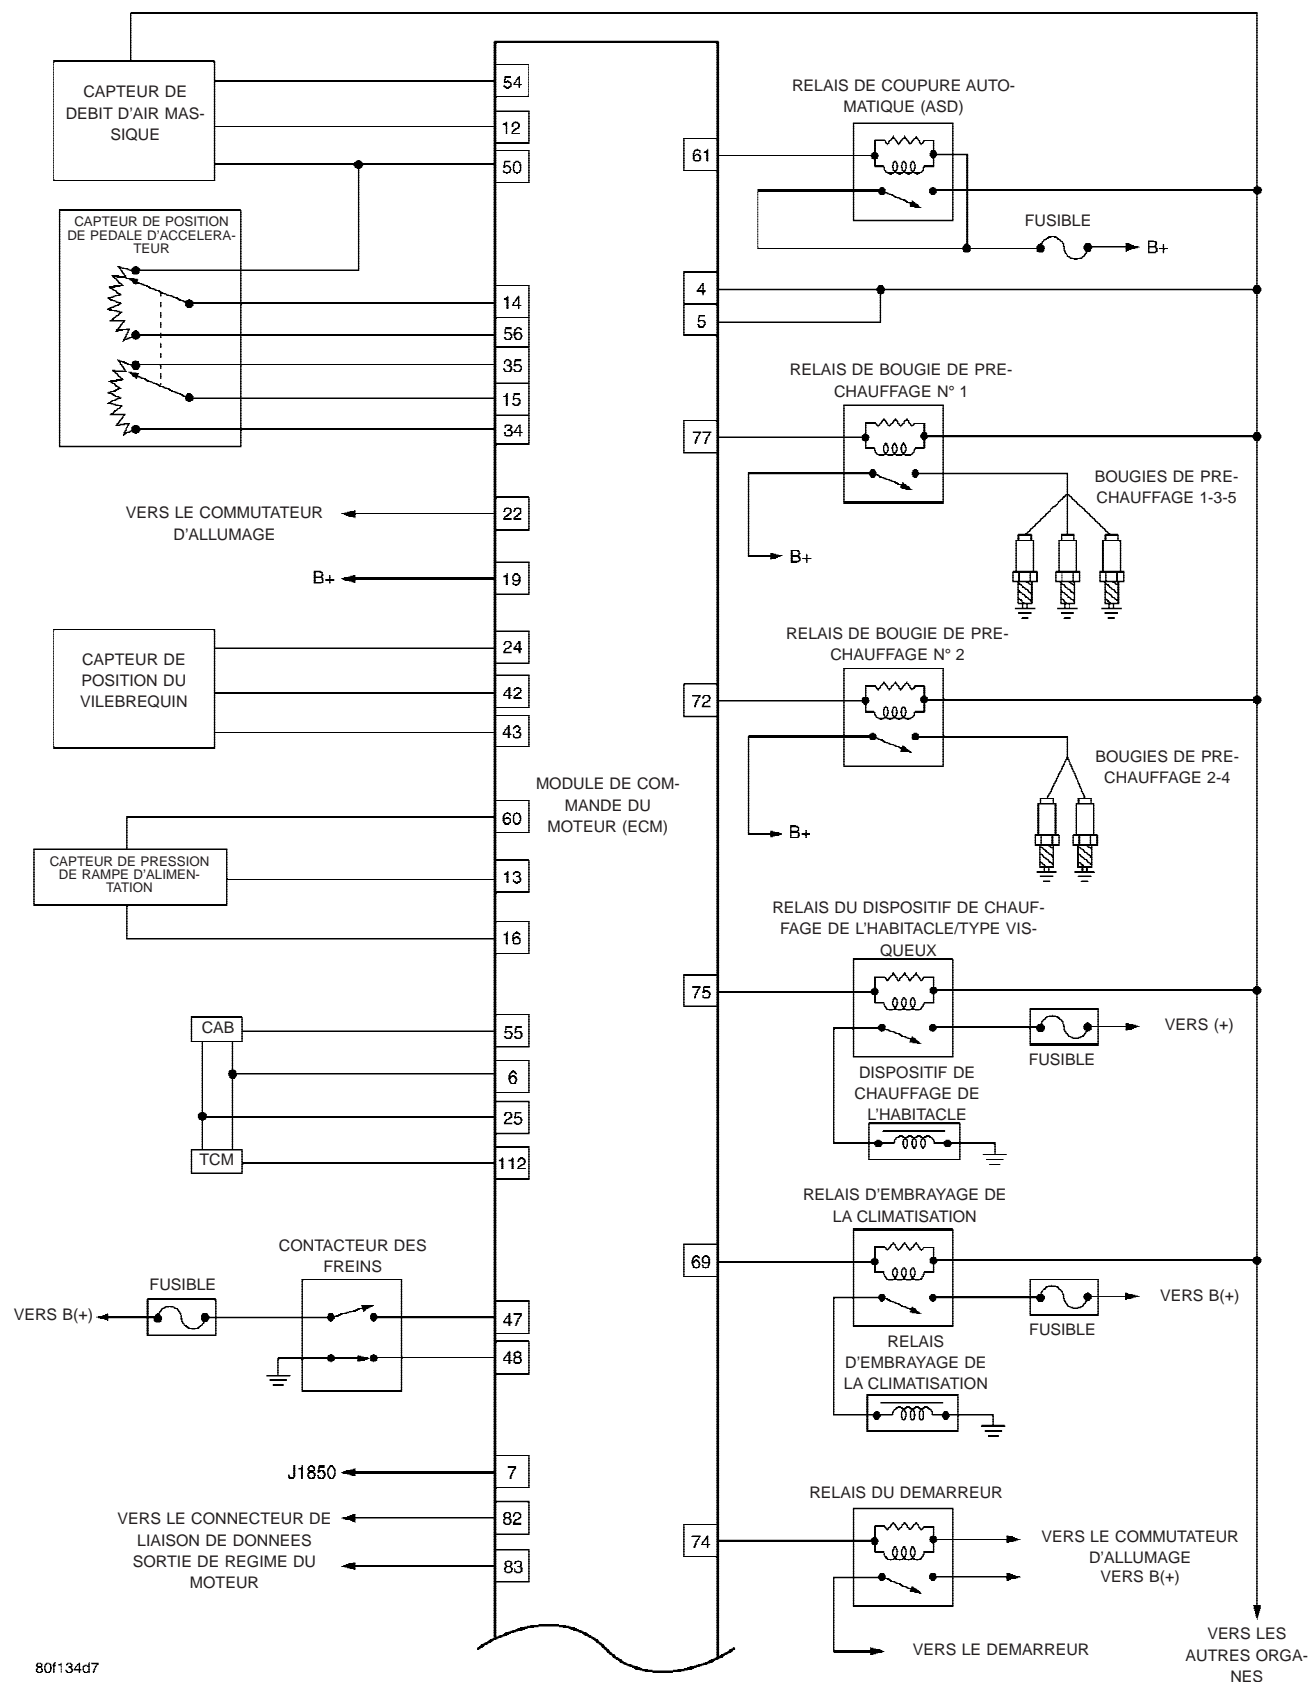 CAPTEUR DE
DEBIT D'AIR MAS-
SIQUE
54
12
50
CAPTEUR DE POSITION
DE PEDALE D'ACCELERA-
TEUR
14
56
35
15
34
VERS LE COMMUTATEUR
D'ALLUMAGE
22
B+
19
CAPTEUR DE
POSITION DU
VILEBREQUIN
24
42
43
60
CAPTEUR DE PRESSION
DE RAMPE D'ALIMEN-
TATION
13
16
CAB
55
6
25
TCM
112
CONTACTEUR DES
FREINS
FUSIBLE
VERS B(+)
47
48
J1850
7
VERS LE CONNECTEUR DE
LIAISON DE DONNEES
82
SORTIE DE REGIME DU
MOTEUR
83
MODULE DE COM-
MANDE DU
MOTEUR (ECM)
RELAIS DE COUPURE AUTO-
MATIQUE (ASD)
61
FUSIBLE
B+
4
5
RELAIS DE BOUGIE DE PRE-
CHAUFFAGE N° 1
77
BOUGIES DE PRE-
CHAUFFAGE 1-3-5
B+
RELAIS DE BOUGIE DE PRE-
CHAUFFAGE N° 2
72
BOUGIES DE PRE-
CHAUFFAGE 2-4
B+
RELAIS DU DISPOSITIF DE CHAUF-
FAGE DE L'HABITACLE/TYPE VIS-
QUEUX
75
VERS (+)
FUSIBLE
DISPOSITIF DE
CHAUFFAGE DE
L'HABITACLE
RELAIS D'EMBRAYAGE DE
LA CLIMATISATION
69
VERS B(+)
FUSIBLE
RELAIS
D'EMBRAYAGE DE
LA CLIMATISATION
RELAIS DU DEMARREUR
74
VERS LE COMMUTATEUR
D'ALLUMAGE
VERS B(+)
VERS LE DEMARREUR
VERS LES
AUTRES ORGA-
NES
80f134d7